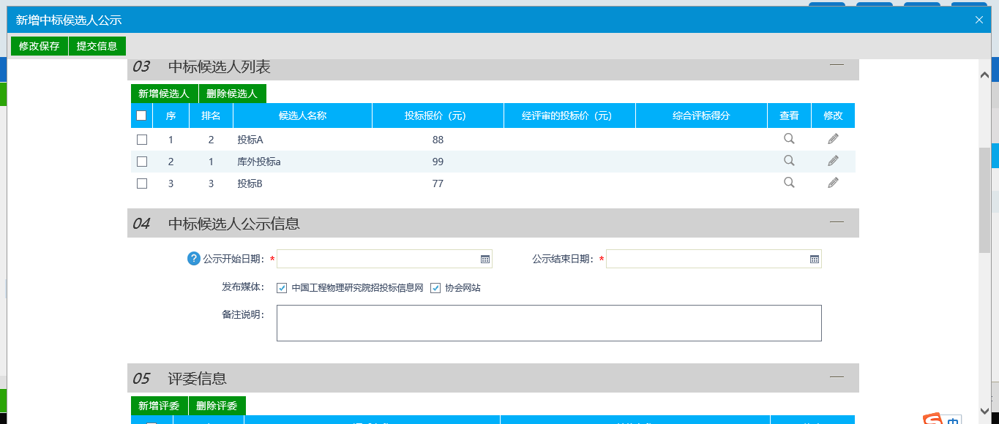 新增中标候选人公示
修改保存 提交信息
03 中标候选人列表
新增候选人 删除候选人
序 排名 候选人名称 投标报价（元） 经评审的投标价（元） 综合评标得分 查看 修改
1 2 投标A 88
2 1 库外投标a 99
3 3 投标B 77
04 中标候选人公示信息
? 公示开始日期： * 公示结束日期： *
发布媒体： 中国工程物理研究院招投标信息网 协会网站
备注说明：
05 评委信息
新增评委 删除评委